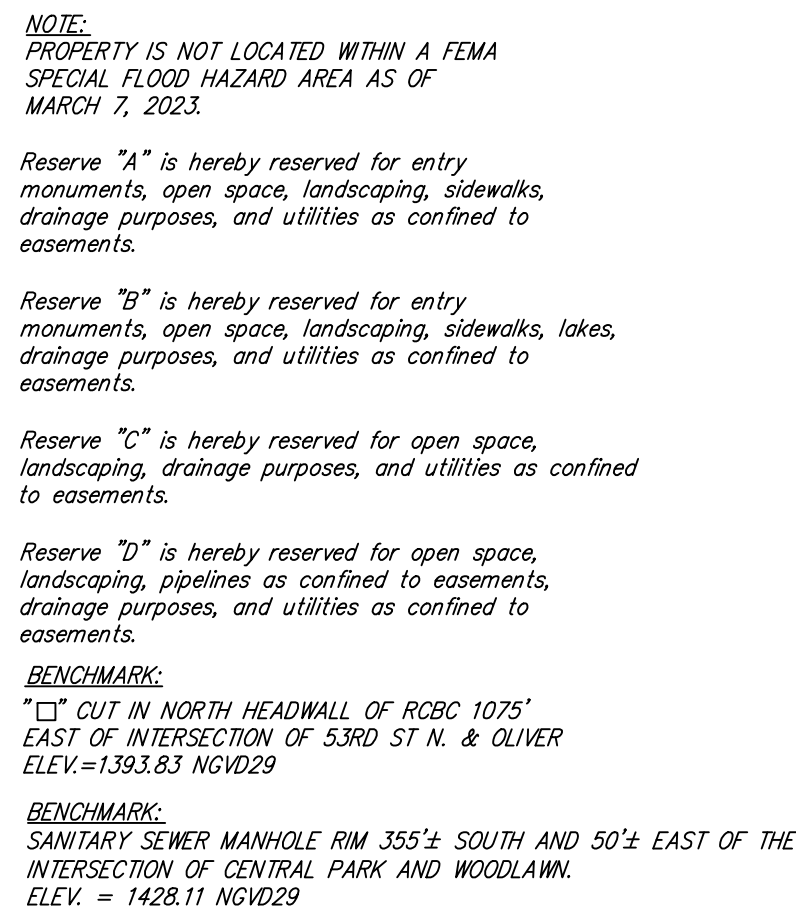 NOTE:
PROPERTY IS NOT LOCATED WITHIN A FEMA
SPECIAL FLOOD HAZARD AREA AS OF
MARCH 7, 2023.
Reserve "A" is hereby reserved for entry
monuments, open space, landscaping, sidewalks,
drainage purposes, and utilities as confined to
easements.
Reserve "B" is hereby reserved for entry
monuments, open space, landscaping, sidewalks, lakes,
drainage purposes, and utilities as confined to
easements.
Reserve "C" is hereby reserved for open space,
landscaping, drainage purposes, and utilities as confined
to easements.
Reserve "D" is hereby reserved for open space,
landscaping, pipelines as confined to easements,
drainage purposes, and utilities as confined to
easements.
BENCHMARK:
"□" CUT IN NORTH HEADWALL OF RCBC 1075'
EAST OF INTERSECTION OF 53RD ST N. & OLIVER
ELEV.=1393.83 NGVD29
BENCHMARK:
SANITARY SEWER MANHOLE RIM 355'± SOUTH AND 50'± EAST OF THE
INTERSECTION OF CENTRAL PARK AND WOODLAWN.
ELEV. = 1428.11 NGVD29